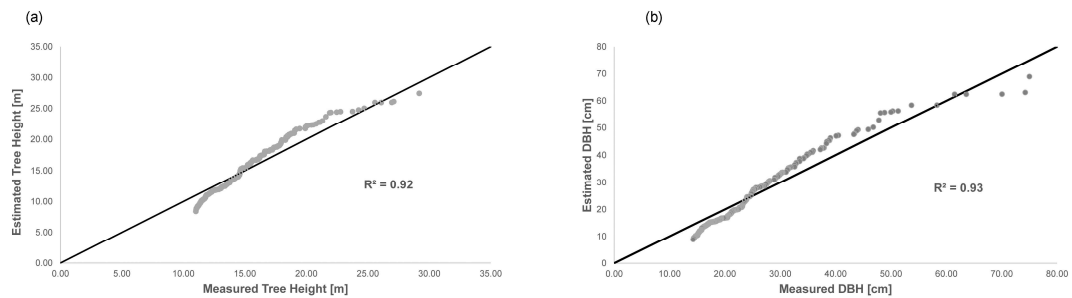 (a)
35.00
30.00
25.00
20.00
15.00
10.00
5.00
0.00
Estimated Tree Height [m]
R² = 0.92
0.00 5.00 10.00 15.00 20.00 25.00 30.00 35.00
Measured Tree Height [m]
(b)
80
70
60
50
40
30
20
10
0
Estimated DBH [cm]
R² = 0.93
0.00 10.00 20.00 30.00 40.00 50.00 60.00 70.00 80.00
Measured DBH [cm]